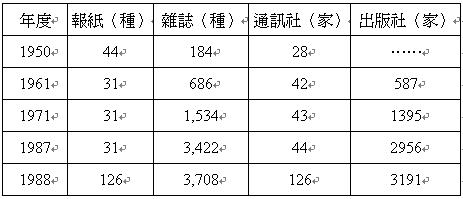 年度 報紙（種） 雜誌（種） 通訊社（家） 出版社（家）
1950 44 184 28 ……
1961 31 686 42 587
1971 31 1,534 43 1395
1987 31 3,422 44 2956
1988 126 3,708 126 3191